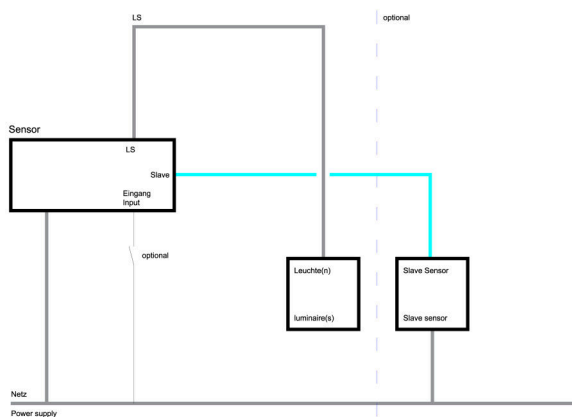 LS
optional
Sensor
LS
Slave
Eingang
Input
optional
Leuchte(n)
luminaire(s)
Slave Sensor
Slave sensor
Netz
Power supply